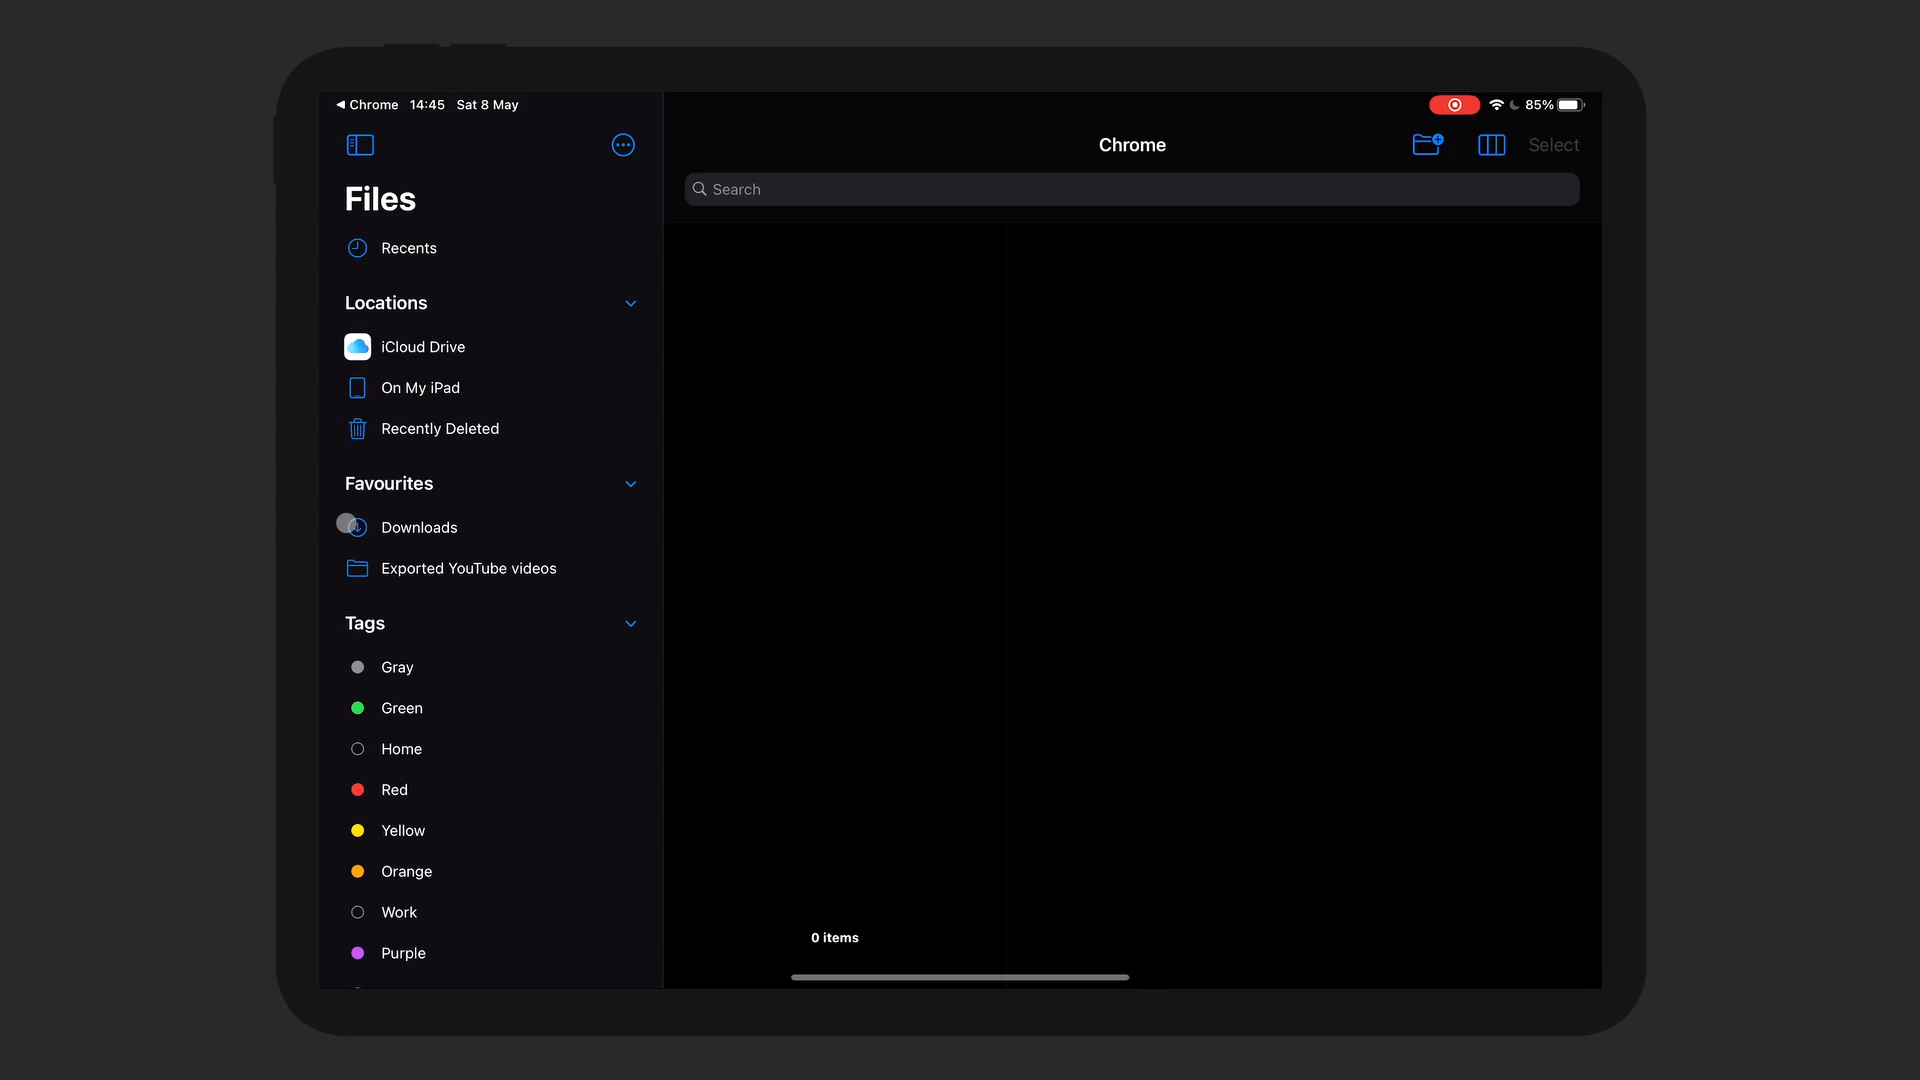 Chrome 14:45 Sat 8 May
85%
Files
Chrome
Select
Search
Recents
Locations
iCloud Drive
On My iPad
Recently Deleted
Favourites
Downloads
Exported YouTube videos
Tags
Gray
Green
Home
Red
Yellow
Orange
Work
Purple
0 items